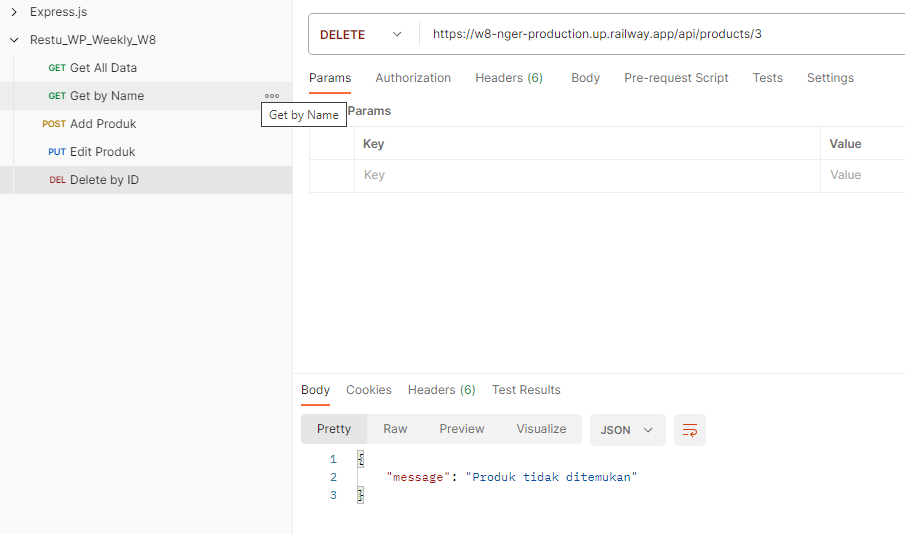 Express.js
Restu_WP_Weekly_W8
GET Get All Data
GET Get by Name
Get by Name
POST Add Produk
PUT Edit Produk
DEL Delete by ID
DELETE https://w8-nger-production.up.railway.app/api/products/3
Params Authorization Headers (6) Body Pre-request Script Tests Settings
Params
Key Value
Key Value
Body Cookies Headers (6) Test Results
Pretty Raw Preview Visualize JSON
1 {
2 "message": "Produk tidak ditemukan"
3 }